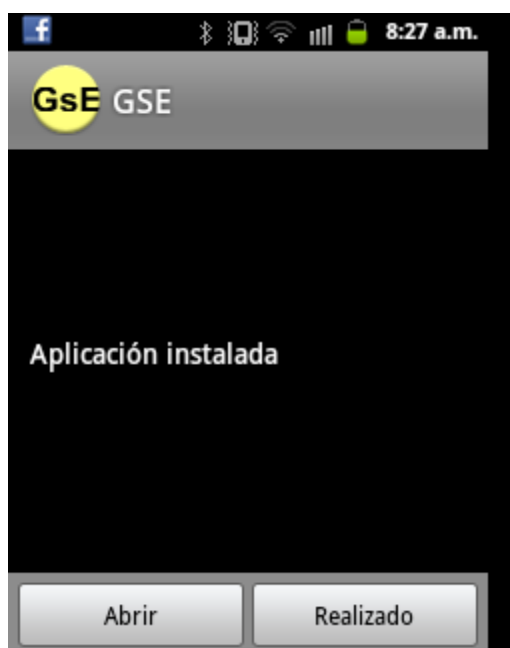 f 8:27 a.m.
GsE GSE
Aplicación instalada
Abrir Realizado